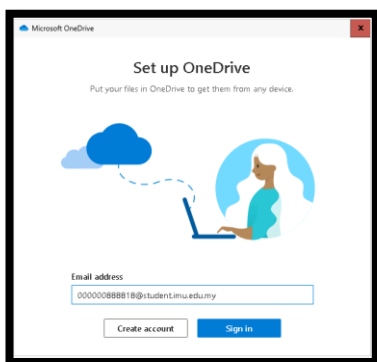 Microsoft OneDrive
x
Set up OneDrive
Put your files in OneDrive to get them from any device.
Email address
000000888818@student.imu.edu.my
Create account
Sign in